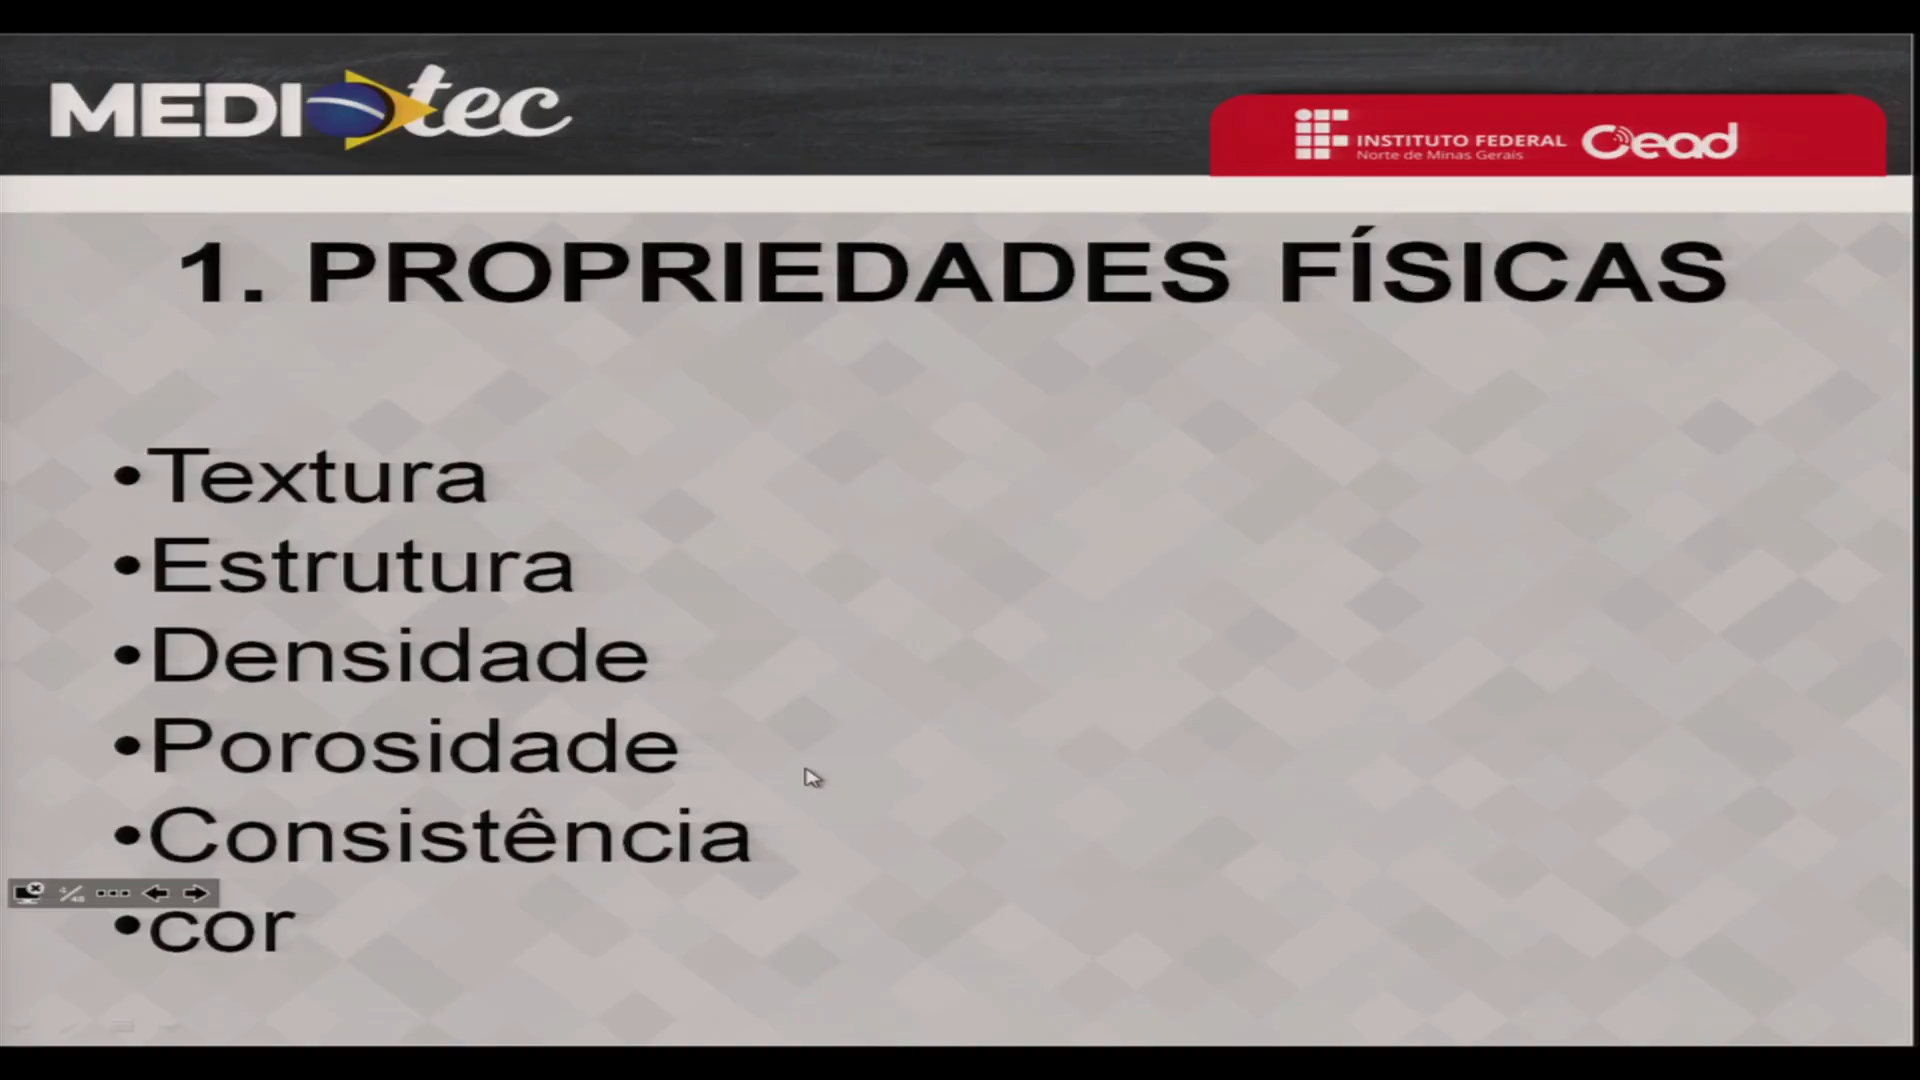 MEDIOtec
INSTITUTO FEDERAL
Norte de Minas Gerais
Cead
1. PROPRIEDADES FÍSICAS
•Textura
•Estrutura
•Densidade
•Porosidade
•Consistência
•cor